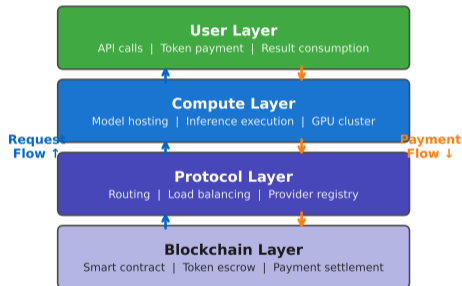 User Layer
API calls | Token payment | Result consumption
Compute Layer
Model hosting | Inference execution | GPU cluster
Request
Flow ↑
Payment
Flow ↓
Protocol Layer
Routing | Load balancing | Provider registry
Blockchain Layer
Smart contract | Token escrow | Payment settlement